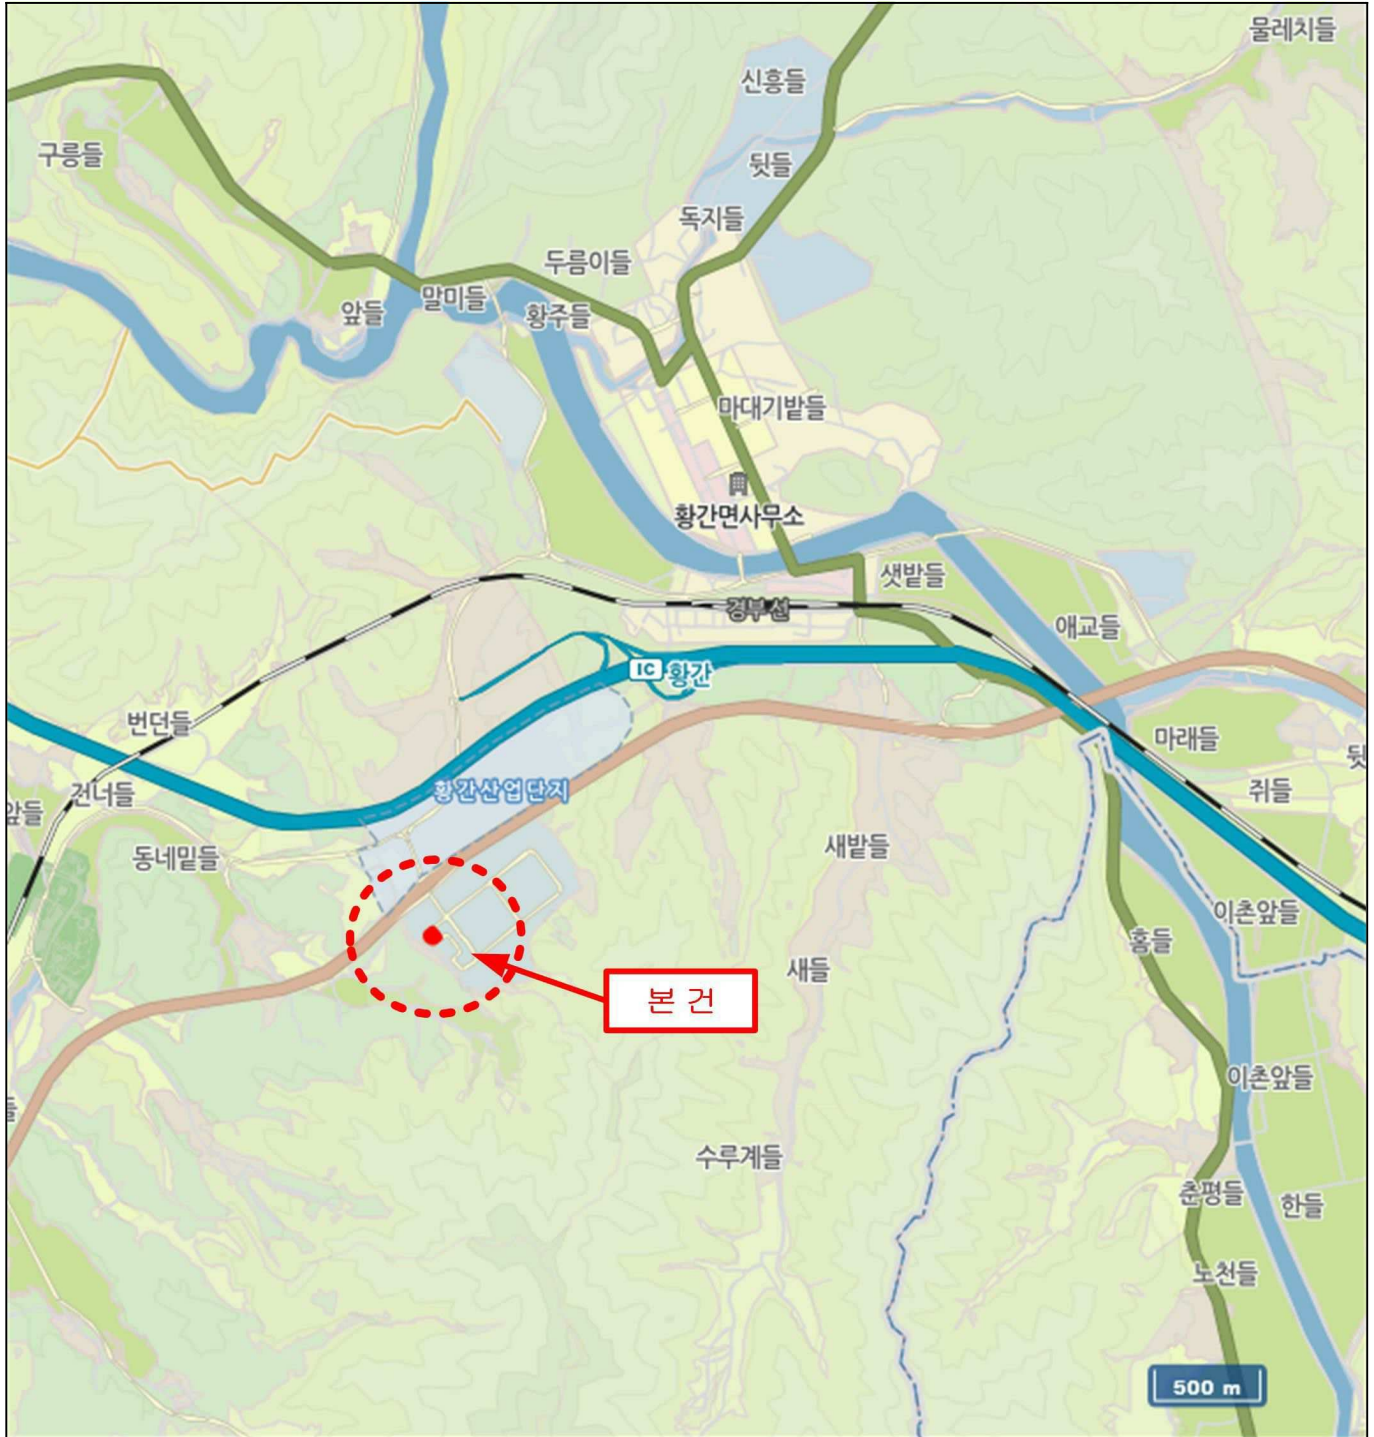 물레치들
신흥들
구릉들
뒷들
독지들
두름이들
말미들
앞들
황주들
마대기밭들
황간면사무소
샛밭들
경부선
애교들
IC 황간
번던들
마래들
뒷
건너들
황간산업단지
쥐들
앞들
동네밑들
새밭들
이촌앞들
홈들
새들
본 건
이촌앞들
들
수루계들
춘평들
한들
노천들
500 m